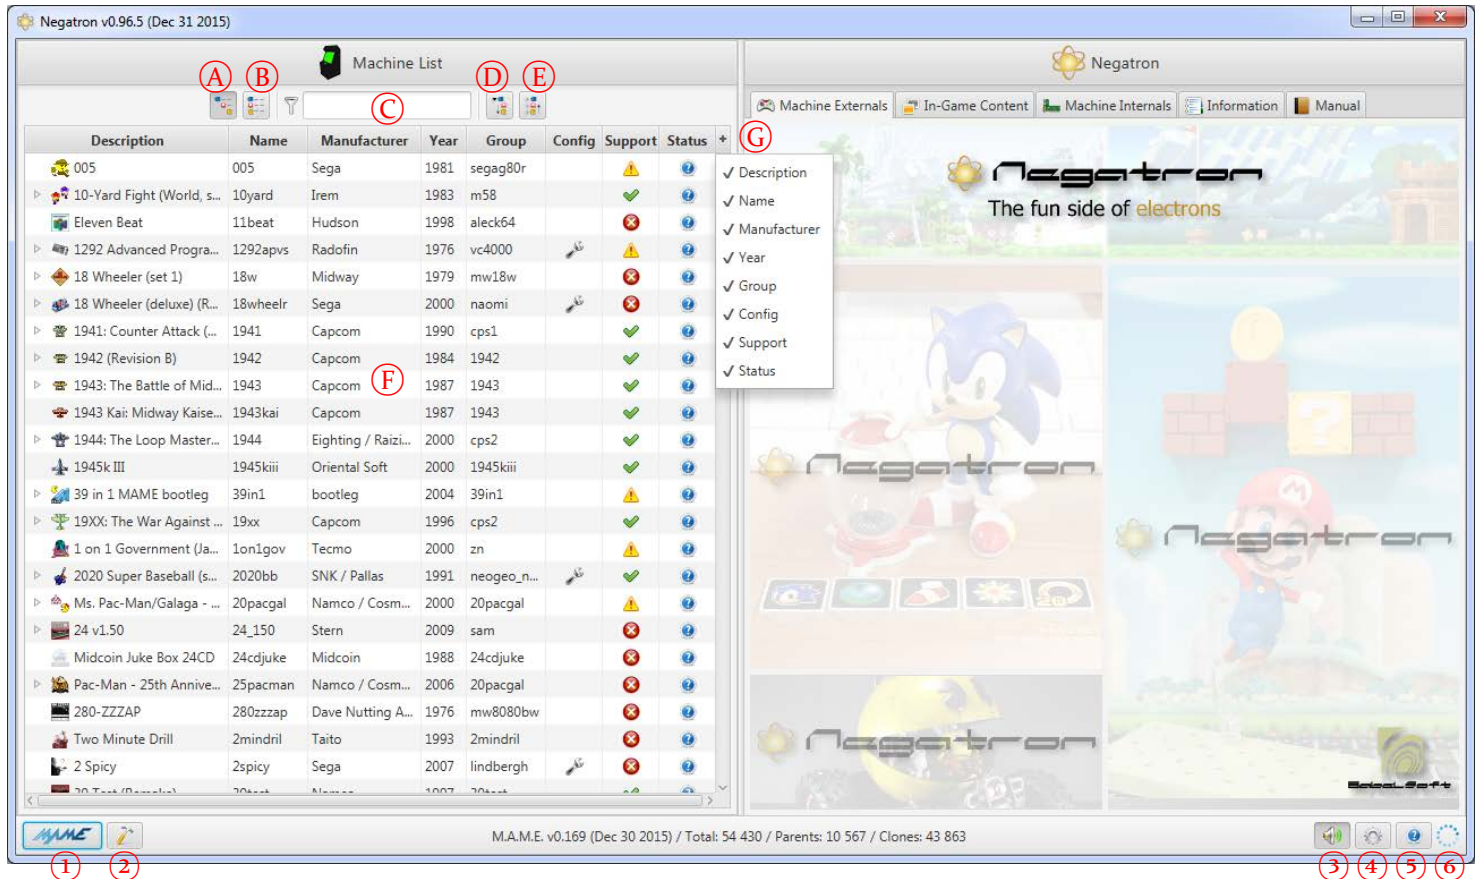 Negatron v0.96.5 (Dec 31 2015)
Machine List
Negatron
A B C D E
Machine Externals In-Game Content Machine Internals Information Manual
G
Description Name Manufacturer Year Group Config Support Status +
005 005 Sega 1981 segag80r
10-Yard Fight (World, s... 10yard Irem 1983 m58
Eleven Beat 11beat Hudson 1998 aleck64
1292 Advanced Progra... 1292apvs Radofin 1976 vc4000
18 Wheeler (set 1) 18w Midway 1979 mw18w
18 Wheeler (deluxe) (R... 18wheelr Sega 2000 naomi
1941: Counter Attack (... 1941 Capcom 1990 cps1
1942 (Revision B) 1942 Capcom 1984 1942
1943: The Battle of Mid... 1943 Capcom 1987 1943
F
1943 Kai: Midway Kaise... 1943kai Capcom 1987 1943
1944: The Loop Master... 1944 Eighting / Raizi... 2000 cps2
1945k III 1945kiii Oriental Soft 2000 1945kiii
39 in 1 MAME bootleg 39in1 bootleg 2004 39in1
19XX: The War Against ... 19xx Capcom 1996 cps2
1 on 1 Government (Ja... 1on1gov Tecmo 2000 zn
2020 Super Baseball (s... 2020bb SNK / Pallas 1991 neogeo_n...
Ms. Pac-Man/Galaga - ... 20pacgal Namco / Cosm... 2000 20pacgal
24 v1.50 24_150 Stern 2009 sam
Midcoin Juke Box 24CD 24cdjuke Midcoin 1988 24cdjuke
Pac-Man - 25th Annive... 25pacman Namco / Cosm... 2006 20pacgal
280-ZZZAP 280zzzap Dave Nutting A... 1976 mw8080bw
Two Minute Drill 2mindril Taito 1993 2mindril
2 Spicy 2spicy Sega 2007 lindbergh
✓ Description
✓ Name
✓ Manufacturer
✓ Year
✓ Group
✓ Config
✓ Support
✓ Status
Negatron
The fun side of electrons
Negatron
Negatron
Negatron
MAME
M.A.M.E. v0.169 (Dec 30 2015) / Total: 54 430 / Parents: 10 567 / Clones: 43 863
1 2 3 4 5 6